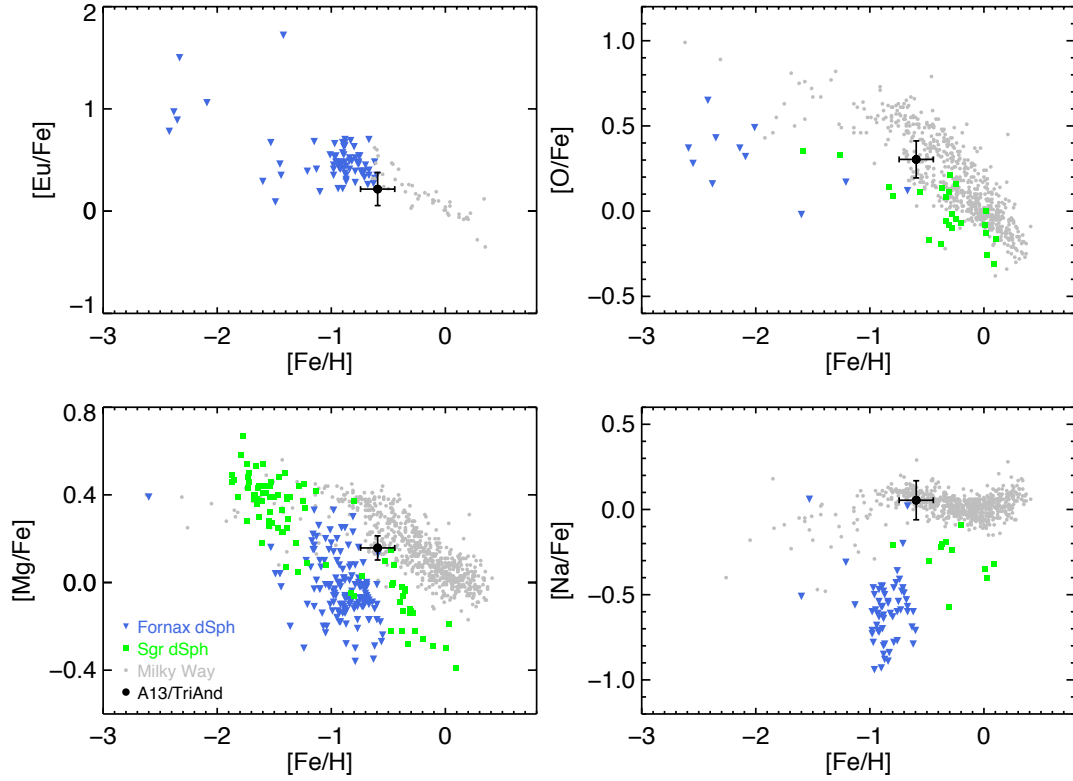 2
1
0
−1
[Eu/Fe]
−3
−2
−1
0
[Fe/H]
1.0
0.5
0.0
−0.5
[O/Fe]
−3
−2
−1
0
[Fe/H]
0.8
0.4
0.0
−0.4
[Mg/Fe]
Fornax dSph
Sgr dSph
Milky Way
A13/TriAnd
−3
−2
−1
0
[Fe/H]
0.5
0.0
−0.5
−1.0
[Na/Fe]
−3
−2
−1
0
[Fe/H]